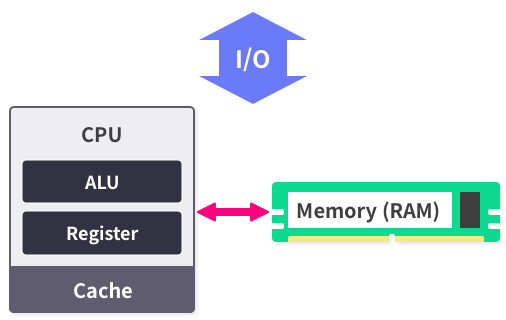 I/O
CPU
ALU
Register
Cache
Memory (RAM)